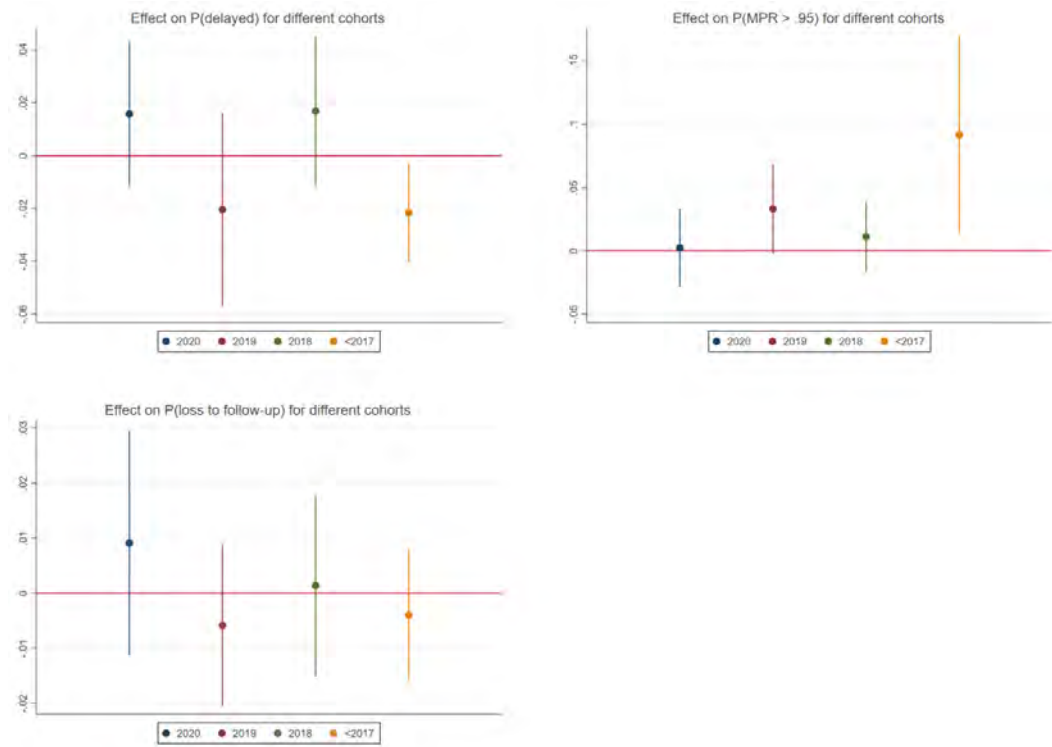 Effect on P(delayed) for different cohorts
.04
.02
0
-.02
-.04
-.06
2020 2019 2018 <2017
Effect on P(MPR > .95) for different cohorts
.15
.1
.05
0
-.05
2020 2019 2018 <2017
Effect on P(loss to follow-up) for different cohorts
.03
.02
.01
0
-.01
-.02
2020 2019 2018 <2017